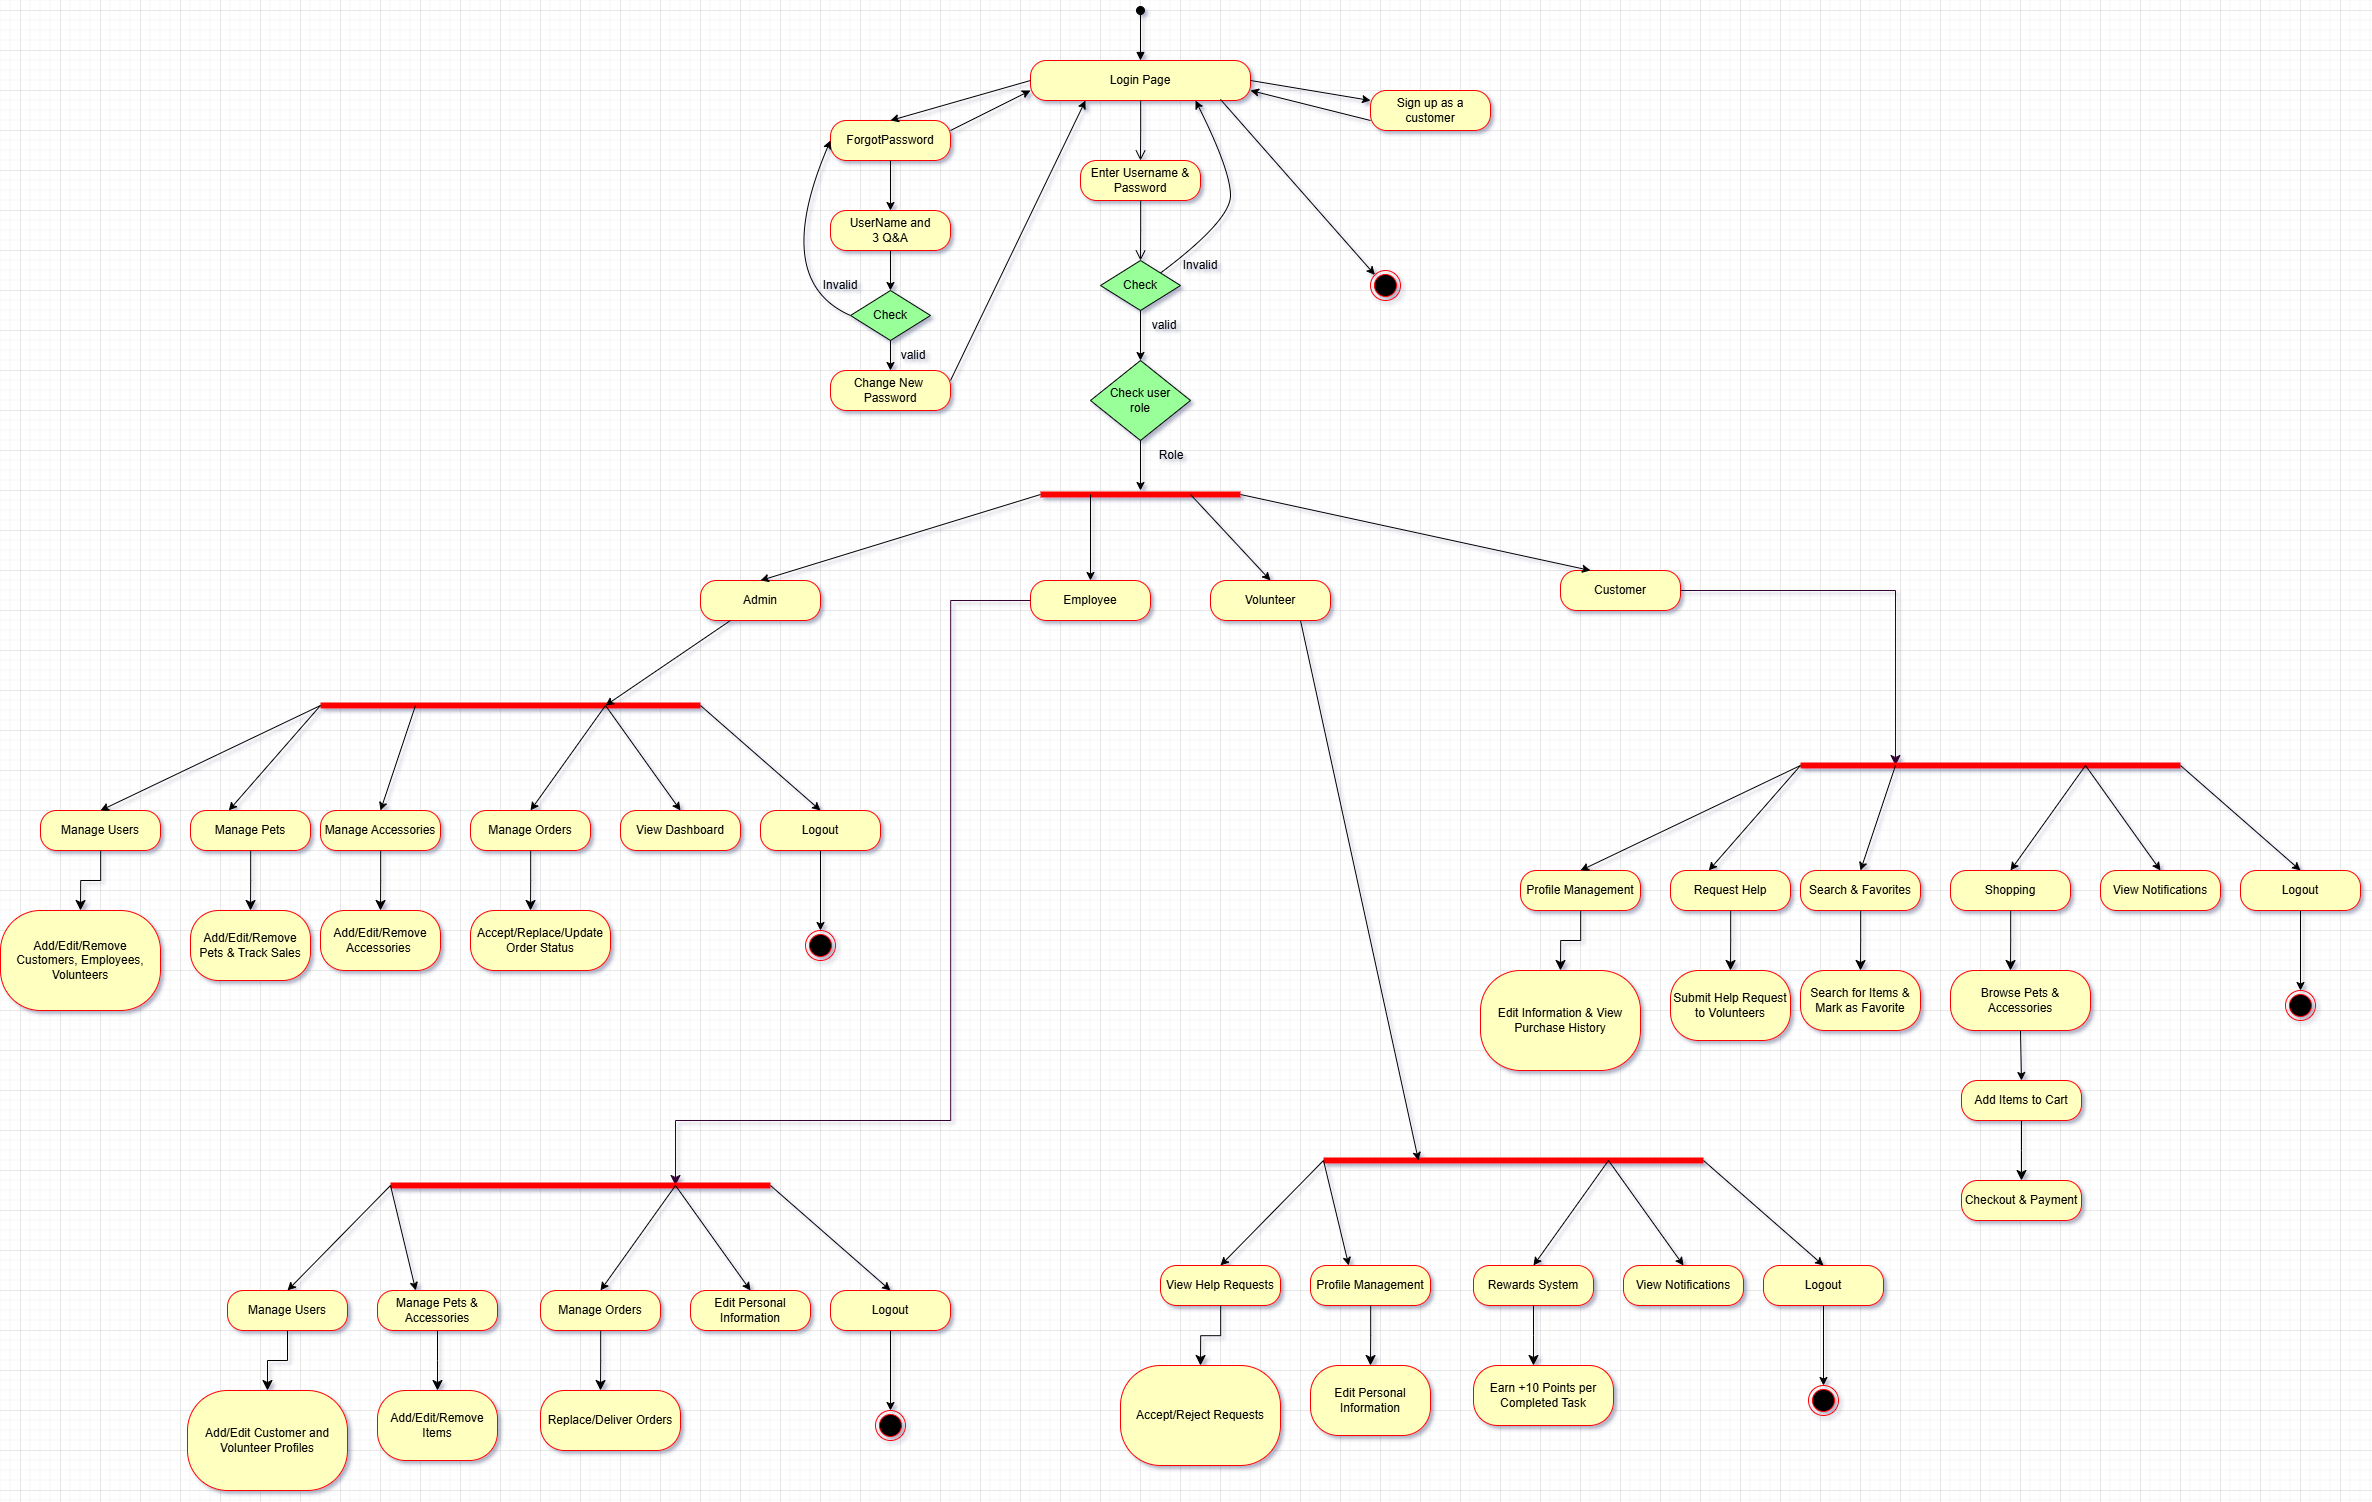 Login Page
Sign up as a
customer
ForgotPassword
Enter Username &
Password
UserName and
3 Q&A
Invalid
Check
valid
Change New
Password
Invalid
Check
valid
Check user
role
Role
Admin
Employee
Volunteer
Customer
Manage Users
Manage Pets
Manage Accessories
Manage Orders
View Dashboard
Logout
Add/Edit/Remove
Customers, Employees,
Volunteers
Add/Edit/Remove
Pets & Track Sales
Add/Edit/Remove
Accessories
Accept/Replace/Update
Order Status
Profile Management
Request Help
Search & Favorites
Shopping
View Notifications
Logout
Edit Information & View
Purchase History
Submit Help Request
to Volunteers
Search for Items &
Mark as Favorite
Browse Pets &
Accessories
Add Items to Cart
Checkout & Payment
Manage Users
Manage Pets &
Accessories
Manage Orders
Edit Personal
Information
Logout
Add/Edit Customer and
Volunteer Profiles
Add/Edit/Remove
Items
Replace/Deliver Orders
View Help Requests
Profile Management
Rewards System
View Notifications
Logout
Accept/Reject Requests
Edit Personal
Information
Earn +10 Points per
Completed Task